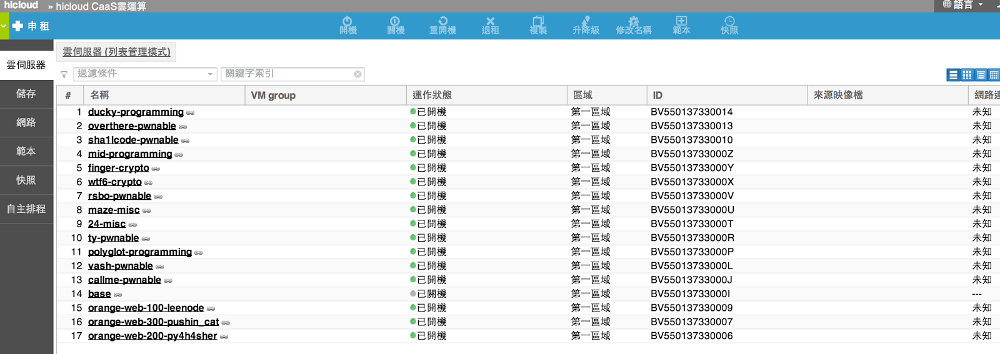 hicloud » hicloud CaaS雲運算 語言
申 租 開機 關機 重開機 退租 複製 升降級 修改名稱 範本 快照
雲伺服器 (列表管理模式)
雲伺服器
儲存
網路
範本
快照
自主排程
過濾條件 關鍵字索引
# 名稱 VM group 運作狀態 區域 ID 來源映像檔 網路
1 ducky-programming 已開機 第一區域 BV550137330014 未知
2 overthere-pwnable 已開機 第一區域 BV550137330013 未知
3 sha1lcode-pwnable 已開機 第一區域 BV550137330010 未知
4 mid-programming 已開機 第一區域 BV55013733000Z 未知
5 finger-crypto 已開機 第一區域 BV55013733000Y 未知
6 wtf6-crypto 已開機 第一區域 BV55013733000X 未知
7 rsbo-pwnable 已開機 第一區域 BV55013733000V 未知
8 maze-misc 已開機 第一區域 BV55013733000U 未知
9 24-misc 已開機 第一區域 BV55013733000T 未知
10 ty-pwnable 已開機 第一區域 BV55013733000R 未知
11 polyglot-programming 已開機 第一區域 BV55013733000P 未知
12 vash-pwnable 已開機 第一區域 BV55013733000L 未知
13 callme-pwnable 已開機 第一區域 BV55013733000J 未知
14 base 已關機 第一區域 BV55013733000I ---
15 orange-web-100-leenode 已開機 第一區域 BV550137330009 未知
16 orange-web-300-pushin_cat 已開機 第一區域 BV550137330007 未知
17 orange-web-200-py4h4sher 已開機 第一區域 BV550137330006 未知